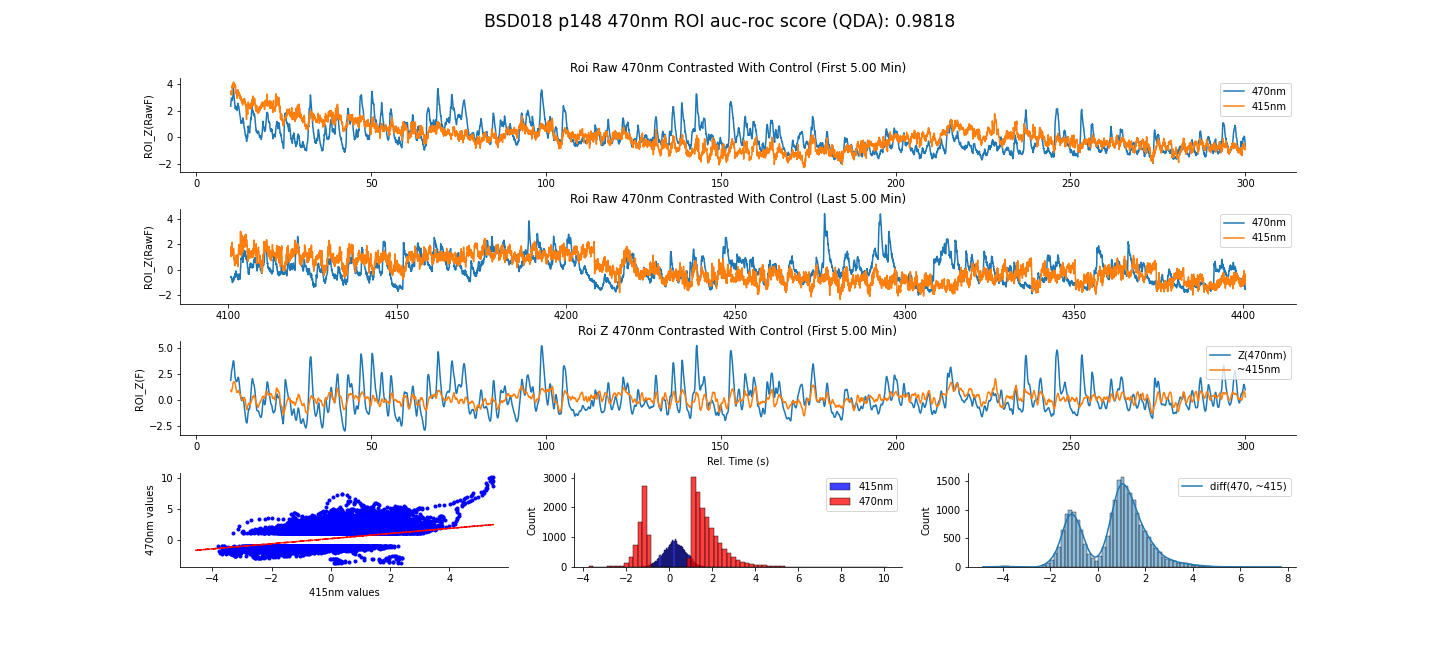 BSD018 p148 470nm ROI auc-roc score (QDA): 0.9818
Roi Raw 470nm Contrasted With Control (First 5.00 Min)
ROI_Z(RawF)
4
2
0
−2
470nm
415nm
0 50 100 150 200 250 300
Roi Raw 470nm Contrasted With Control (Last 5.00 Min)
ROI_Z(RawF)
4
2
0
−2
470nm
415nm
4100 4150 4200 4250 4300 4350 4400
Roi Z 470nm Contrasted With Control (First 5.00 Min)
ROI_Z(F)
5.0
2.5
0.0
−2.5
Z(470nm)
~415nm
0 50 100 150 200 250 300
Rel. Time (s)
470nm values
10
5
0
−4 −2 0 2 4
415nm values
Count
3000
2000
1000
0
415nm
470nm
−4 −2 0 2 4 6 8 10
Count
1500
1000
500
0
diff(470, ~415)
−4 −2 0 2 4 6 8